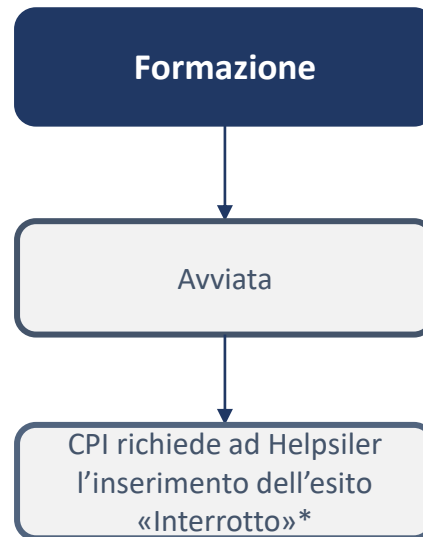 Formazione
Avviata
CPI richiede ad Helpsiler
l’inserimento dell’esito
«Interrotto»*